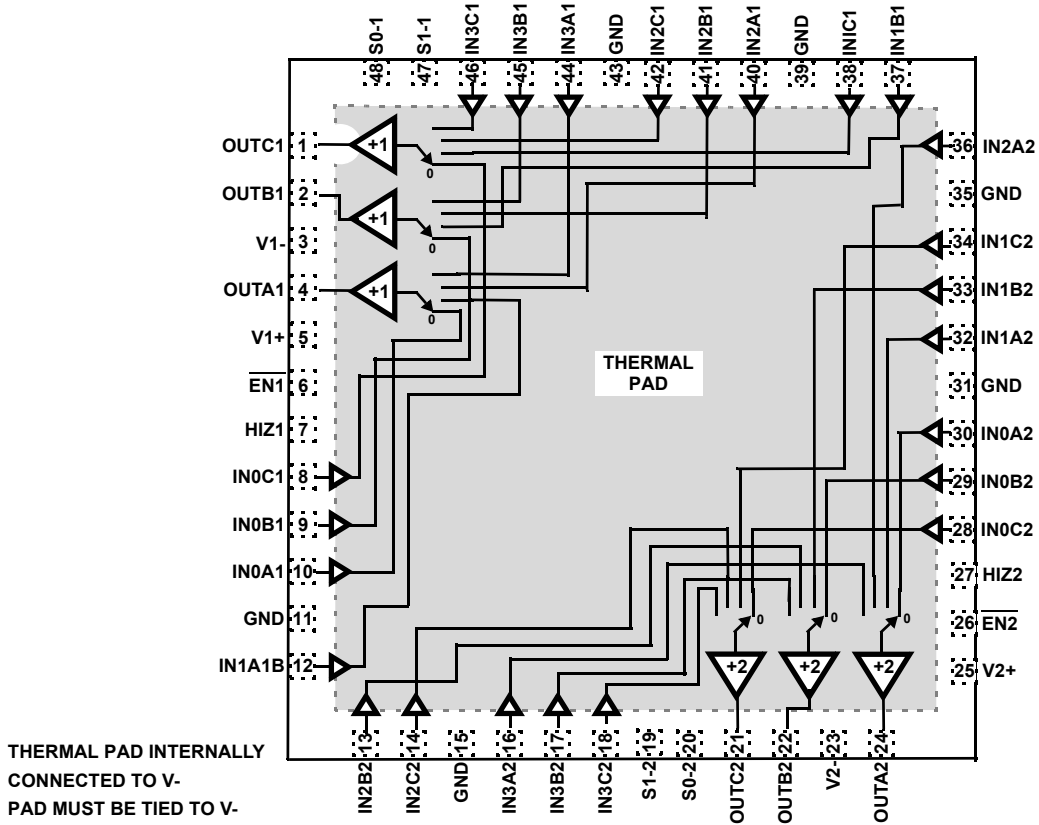 48 S0-1
47 S1-1
46 IN3C1
45 IN3B1
44 IN3A1
43 GND
42 IN2C1
41 IN2B1
40 IN2A1
39 GND
38 INIC1
37 IN1B1
OUTC1 1
OUTB1 2
V1- 3
OUTA1 4
V1+ 5
EN1 6
HIZ1 7
IN0C1 8
IN0B1 9
IN0A1 10
GND 11
IN1A1B 12
+1
0
+1
0
+1
0
THERMAL
PAD
36 IN2A2
35 GND
34 IN1C2
33 IN1B2
32 IN1A2
31 GND
30 IN0A2
29 IN0B2
28 IN0C2
27 HIZ2
26 EN2
25 V2+
0
0
0
+2
+2
+2
IN2B2 13
IN2C2 14
GND 15
IN3A2 16
IN3B2 17
IN3C2 18
S1-2 19
S0-2 20
OUTC2 21
OUTB2 22
V2- 23
OUTA2 24
THERMAL PAD INTERNALLY
CONNECTED TO V-
PAD MUST BE TIED TO V-